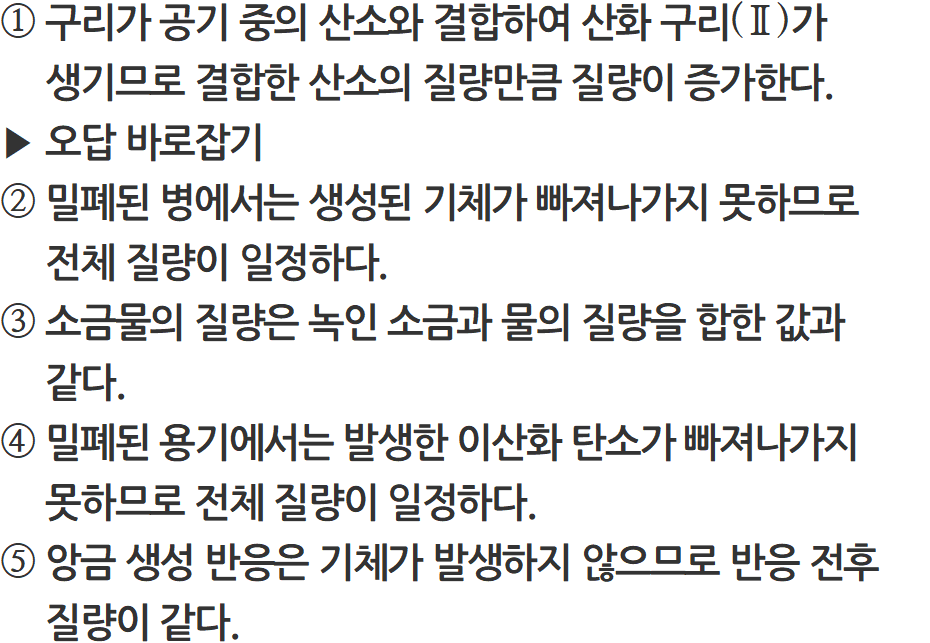 ① 구리가 공기 중의 산소와 결합하여 산화 구리(Ⅱ)가
생기므로 결합한 산소의 질량만큼 질량이 증가한다.
▶ 오답 바로잡기
② 밀폐된 병에서는 생성된 기체가 빠져나가지 못하므로
전체 질량이 일정하다.
③ 소금물의 질량은 녹인 소금과 물의 질량을 합한 값과
같다.
④ 밀폐된 용기에서는 발생한 이산화 탄소가 빠져나가지
못하므로 전체 질량이 일정하다.
⑤ 앙금 생성 반응은 기체가 발생하지 않으므로 반응 전후
질량이 같다.